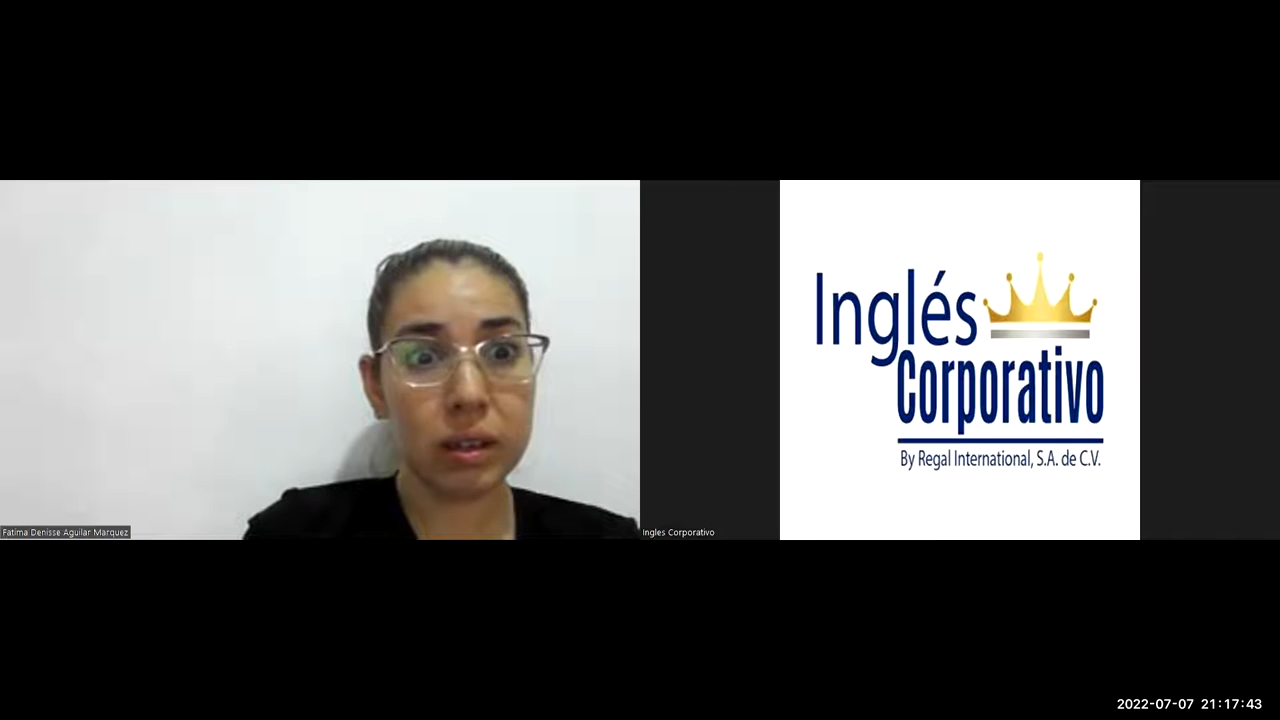 Inglés
Corporativo
By Regal International, S.A. de C.V.
Fatima Denisse Aguilar Marquez
Ingles Corporativo
2022-07-07 21:17:43